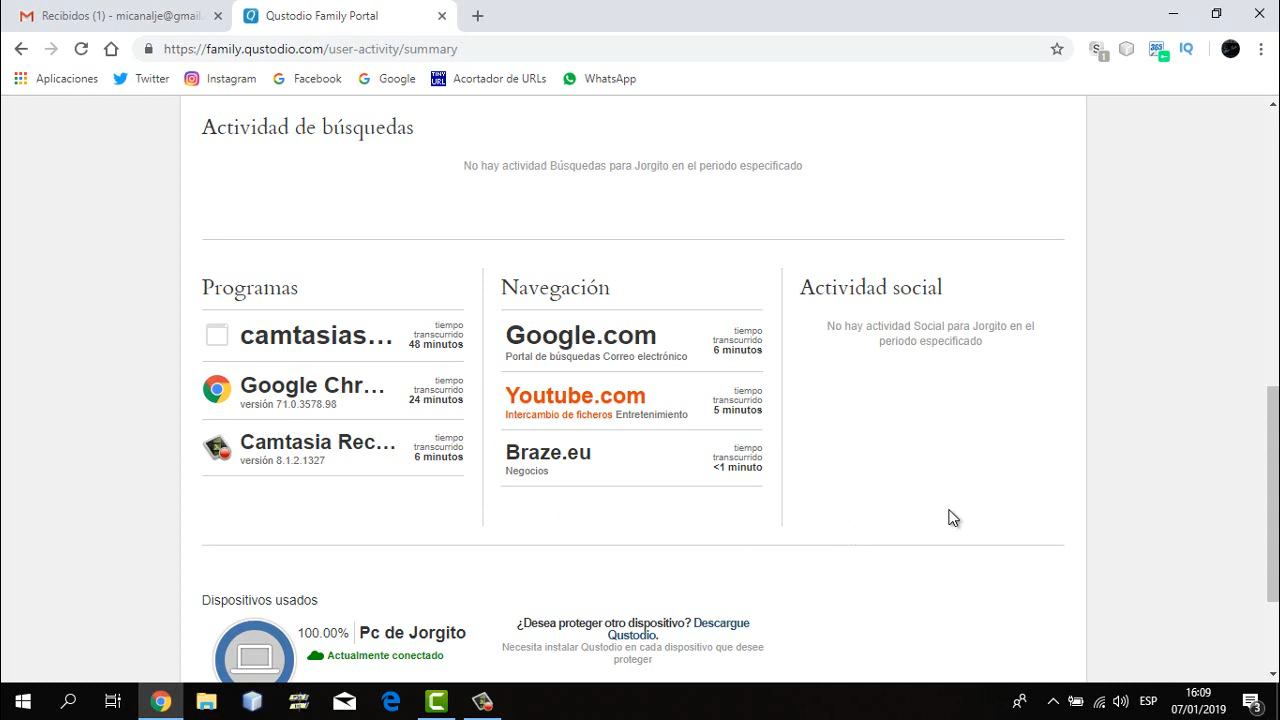 Recibidos (1) - micanalje@gmail.
Qustodio Family Portal
https://family.qustodio.com/user-activity/summary
Aplicaciones Twitter Instagram Facebook Google Acortador de URLs WhatsApp
Actividad de búsquedas
No hay actividad Búsquedas para Jorgito en el periodo especificado
Programas
camtasias...
tiempo
transcurrido
48 minutos
Google Chr...
versión 71.0.3578.98
tiempo
transcurrido
24 minutos
Camtasia Rec...
versión 8.1.2.1327
tiempo
transcurrido
6 minutos
Navegación
Google.com
Portal de búsquedas Correo electrónico
tiempo
transcurrido
6 minutos
Youtube.com
Intercambio de ficheros Entretenimiento
tiempo
transcurrido
5 minutos
Braze.eu
Negocios
tiempo
transcurrido
<1 minuto
Actividad social
No hay actividad Social para Jorgito en el
periodo especificado
Dispositivos usados
100.00% Pc de Jorgito
Actualmente conectado
¿Desea proteger otro dispositivo? Descargue
Qustodio.
Necesita instalar Qustodio en cada dispositivo que desee
proteger
ESP
16:09
07/01/2019
3